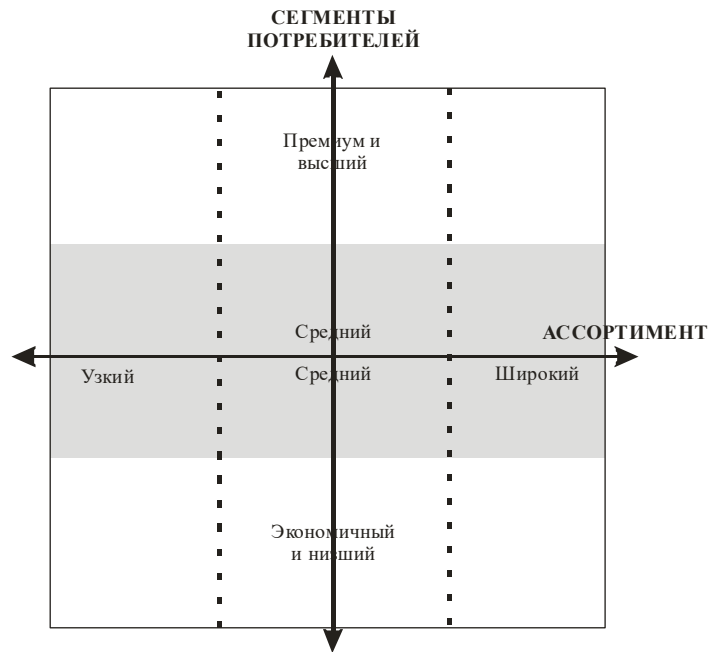 СЕГМЕНТЫ
ПОТРЕБИТЕЛЕЙ
Премиум и
высший
Средний
АССОРТИМЕНТ
Узкий
Средний
Широкий
Экономичный
и низший